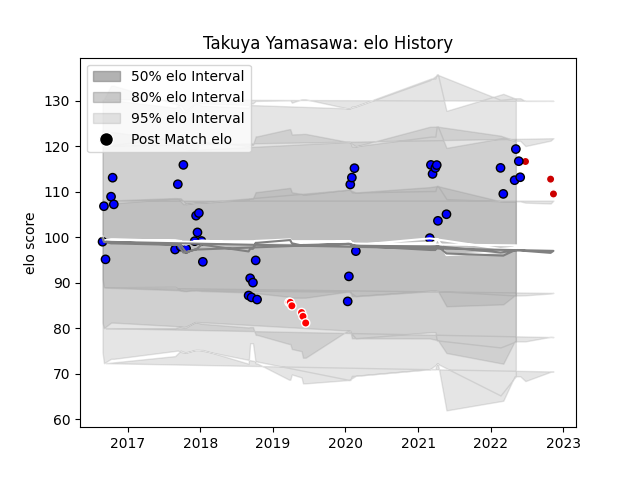 Takuya Yamasawa: elo History
50% elo Interval
80% elo Interval
95% elo Interval
Post Match elo
elo score
130
120
110
100
90
80
70
60
2017 2018 2019 2020 2021 2022 2023